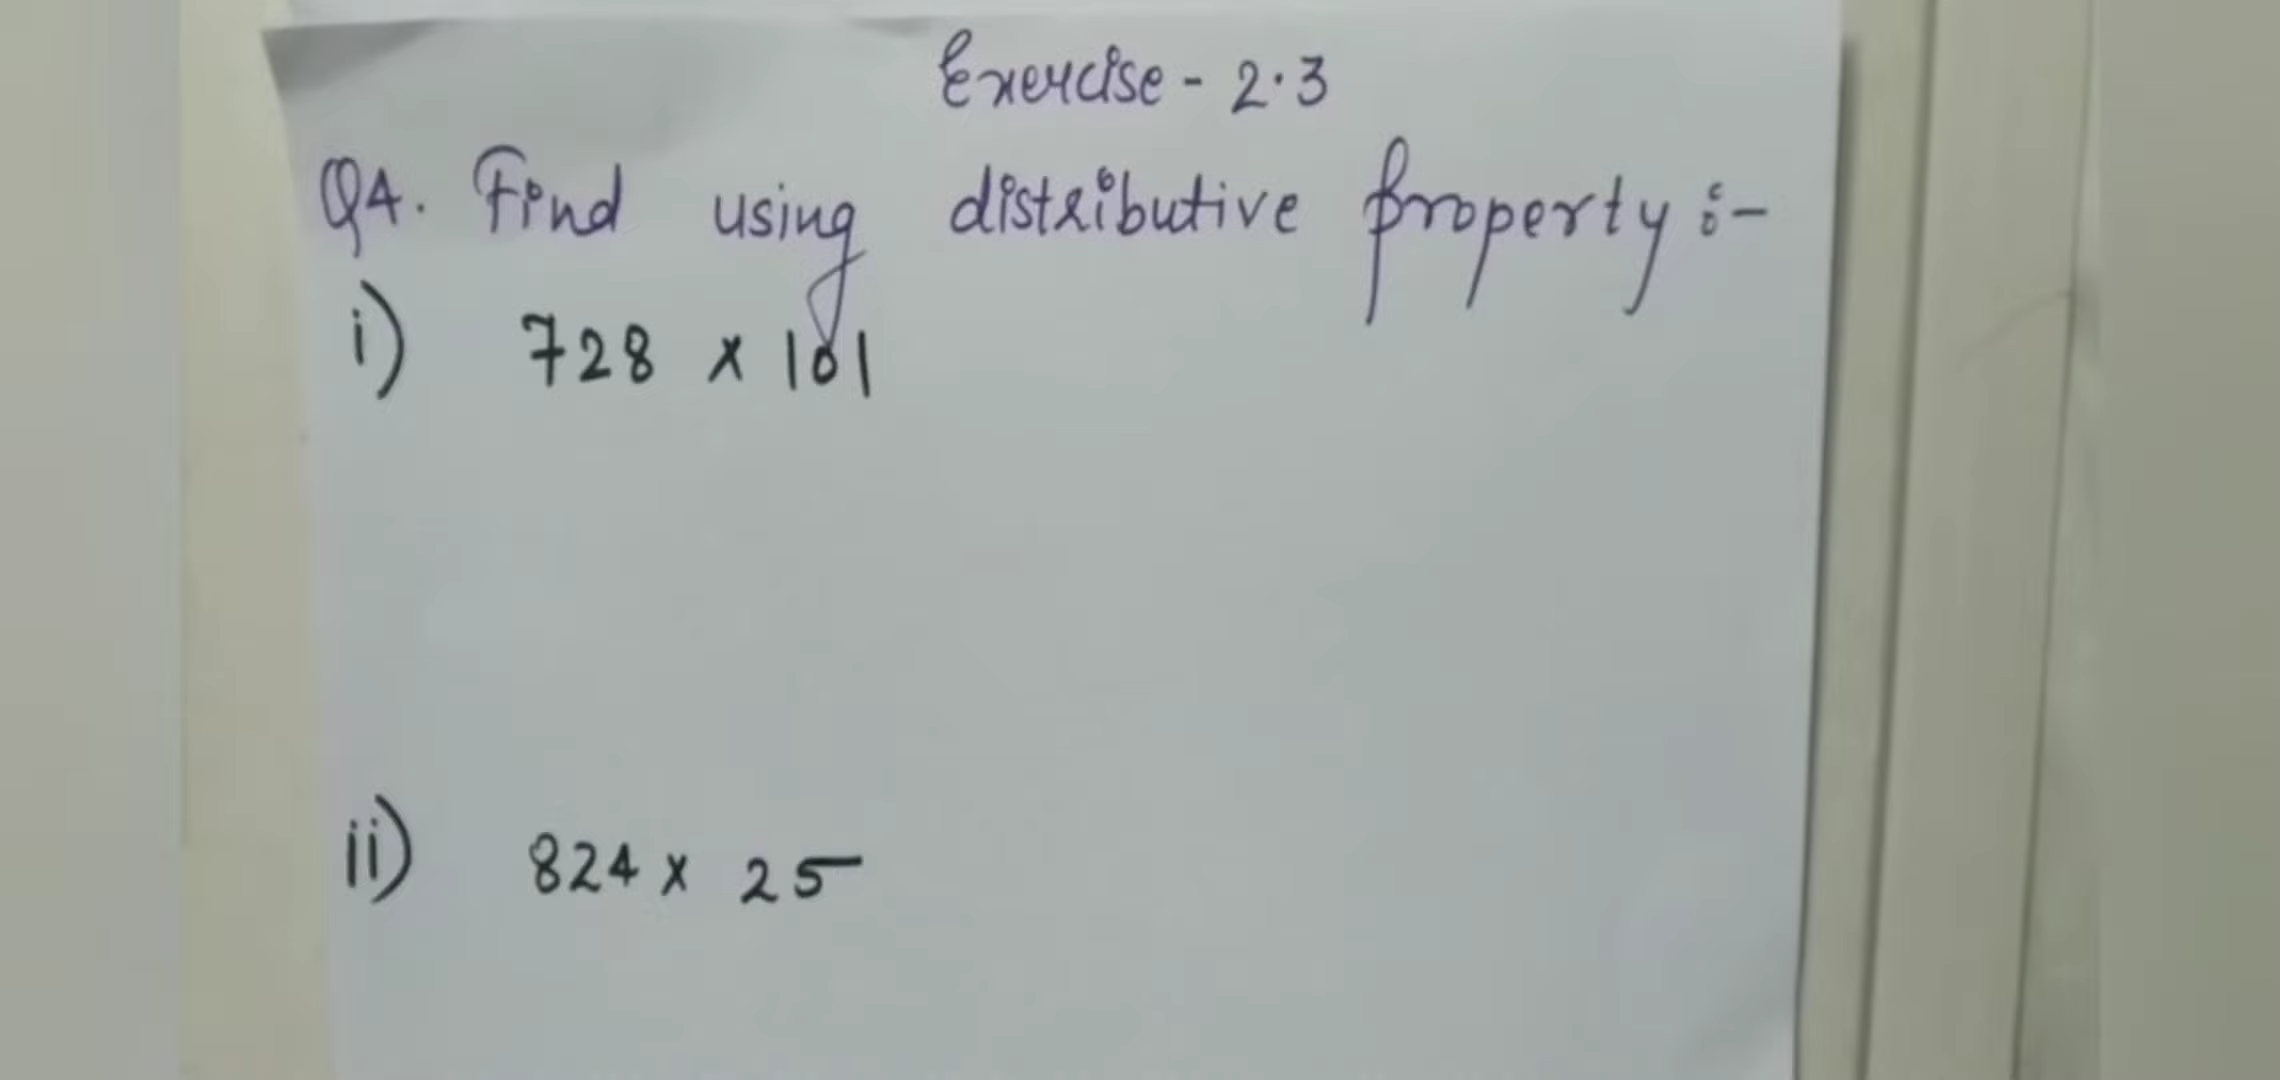 Exercise - 2.3
Q4. Find using distributive property :-
i) 728 x 101
ii) 824 x 25